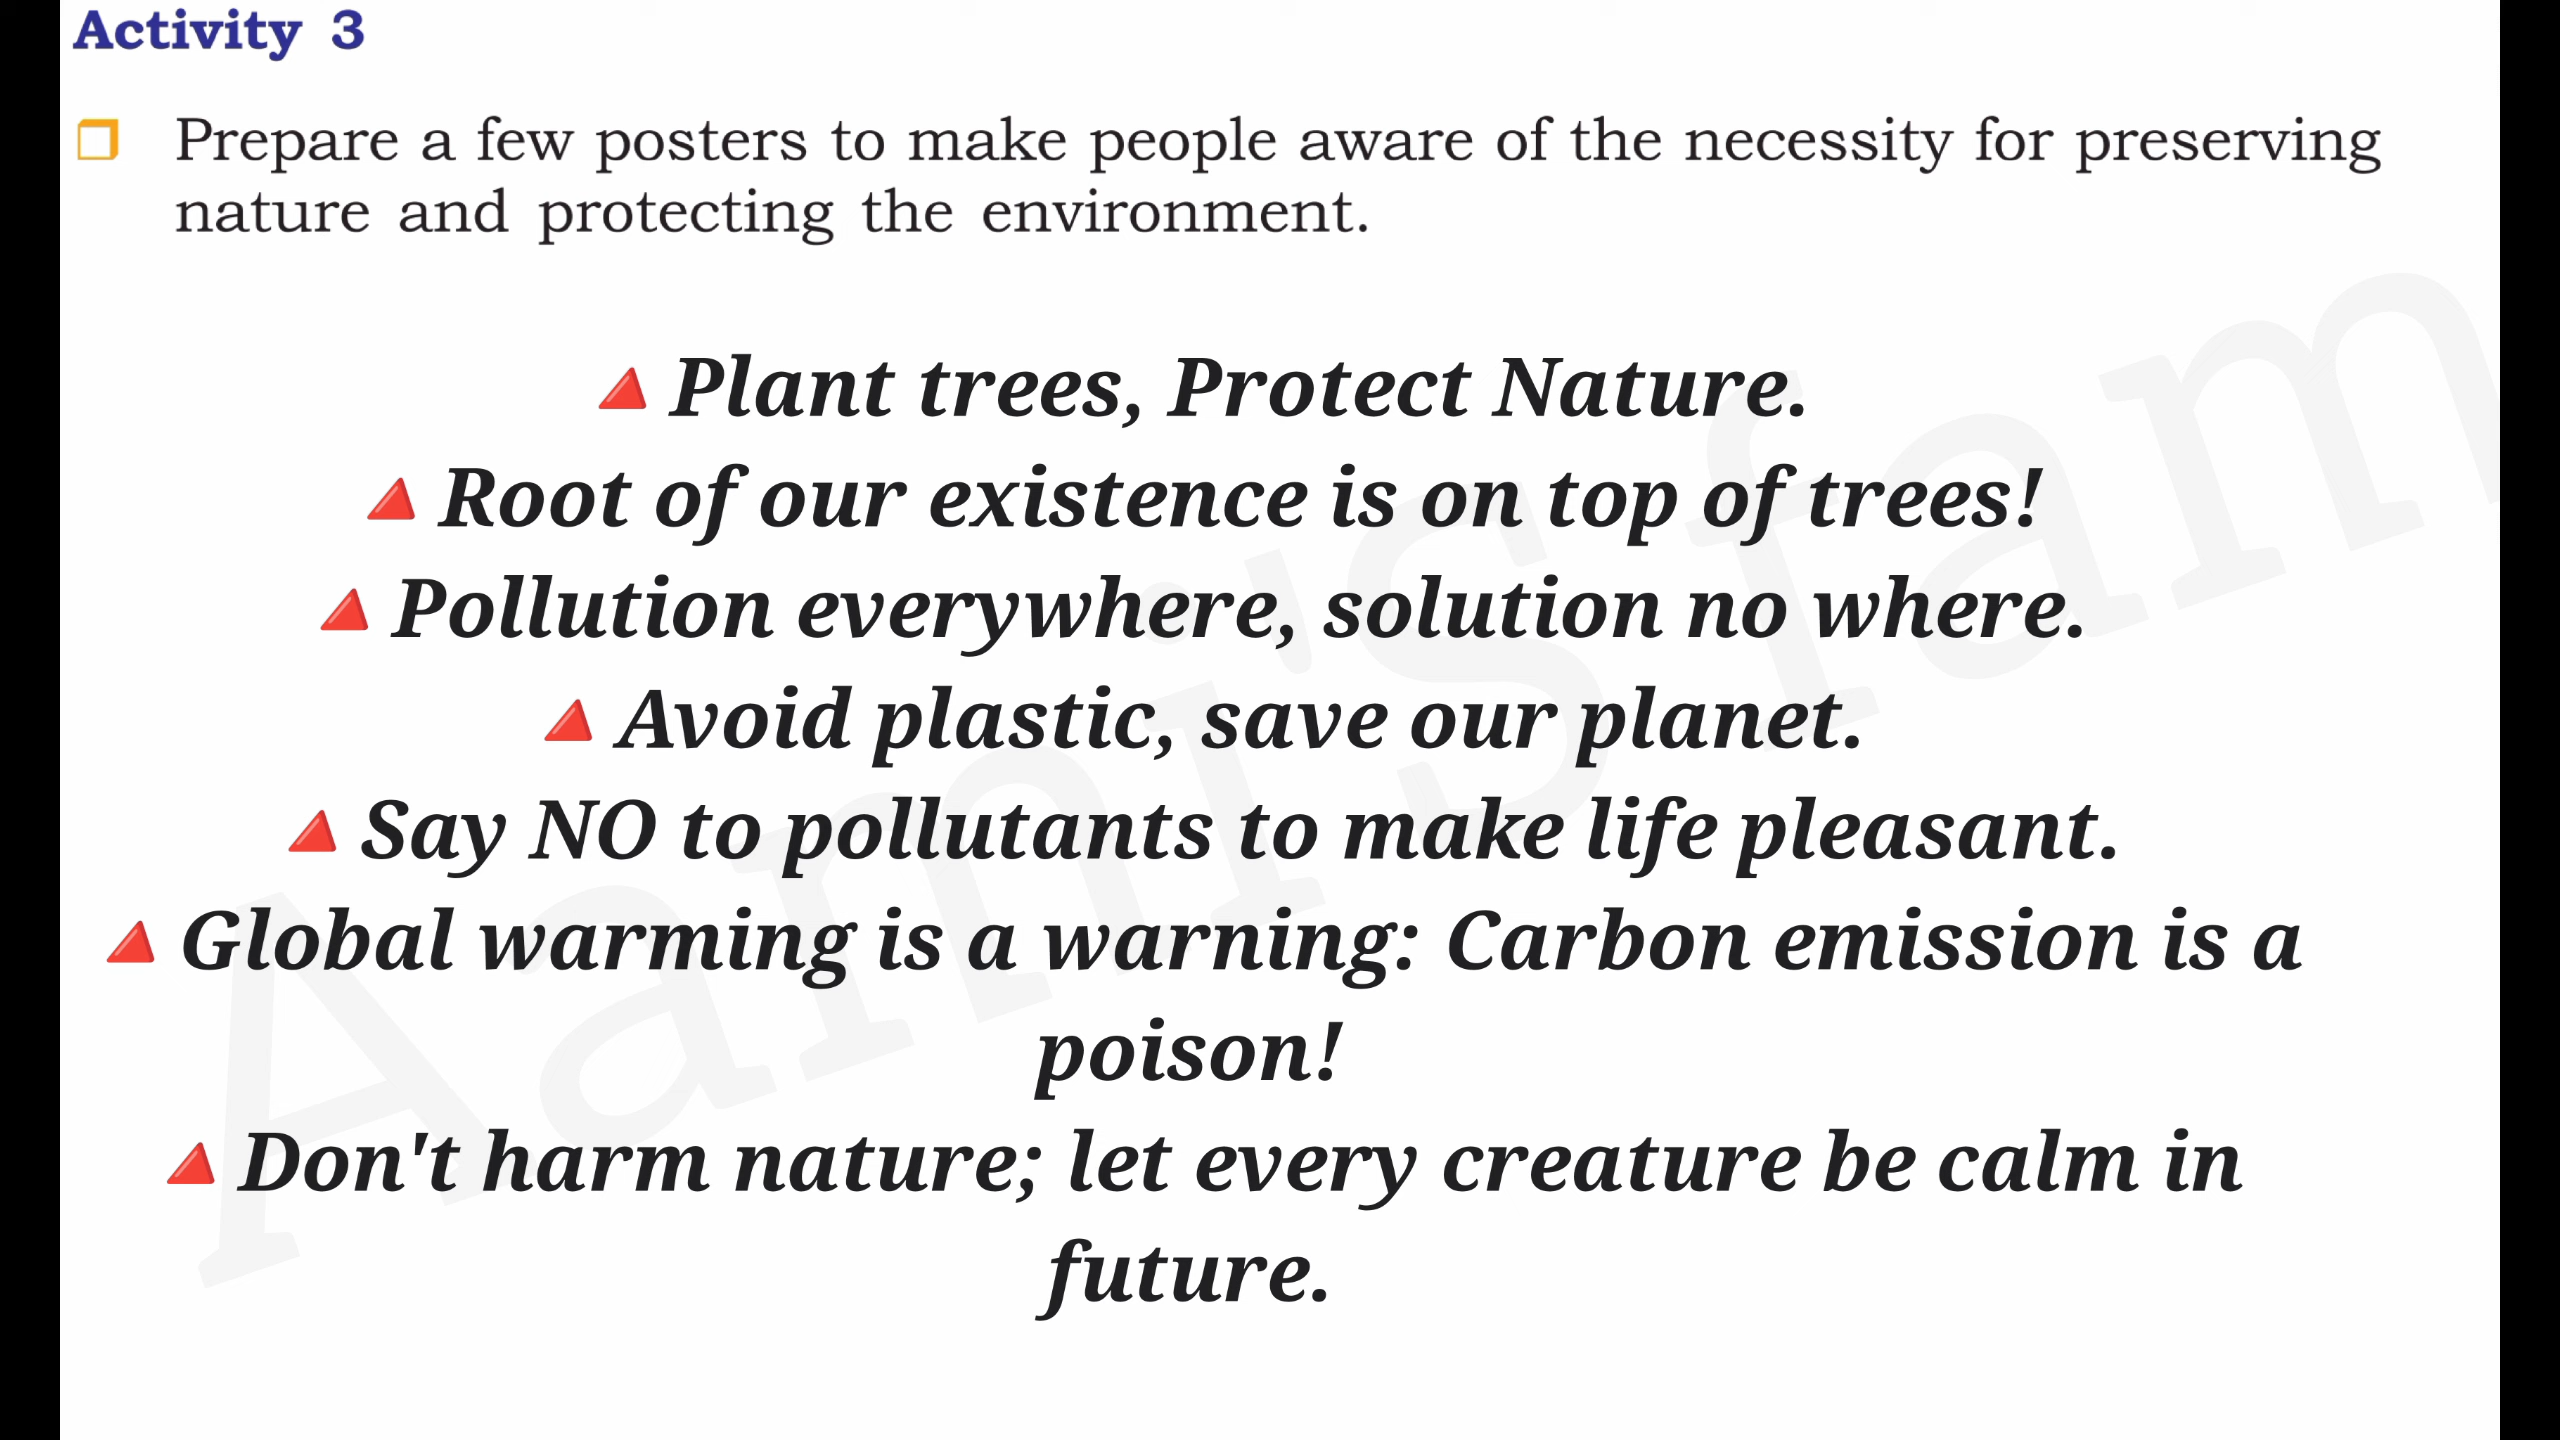 Activity 3
Prepare a few posters to make people aware of the necessity for preserving
nature and protecting the environment.
🔺Plant trees, Protect Nature.
🔺Root of our existence is on top of trees!
🔺Pollution everywhere, solution no where.
🔺Avoid plastic, save our planet.
🔺Say NO to pollutants to make life pleasant.
🔺Global warming is a warning: Carbon emission is a
poison!
🔺Don't harm nature; let every creature be calm in
future.
Aami'S fam